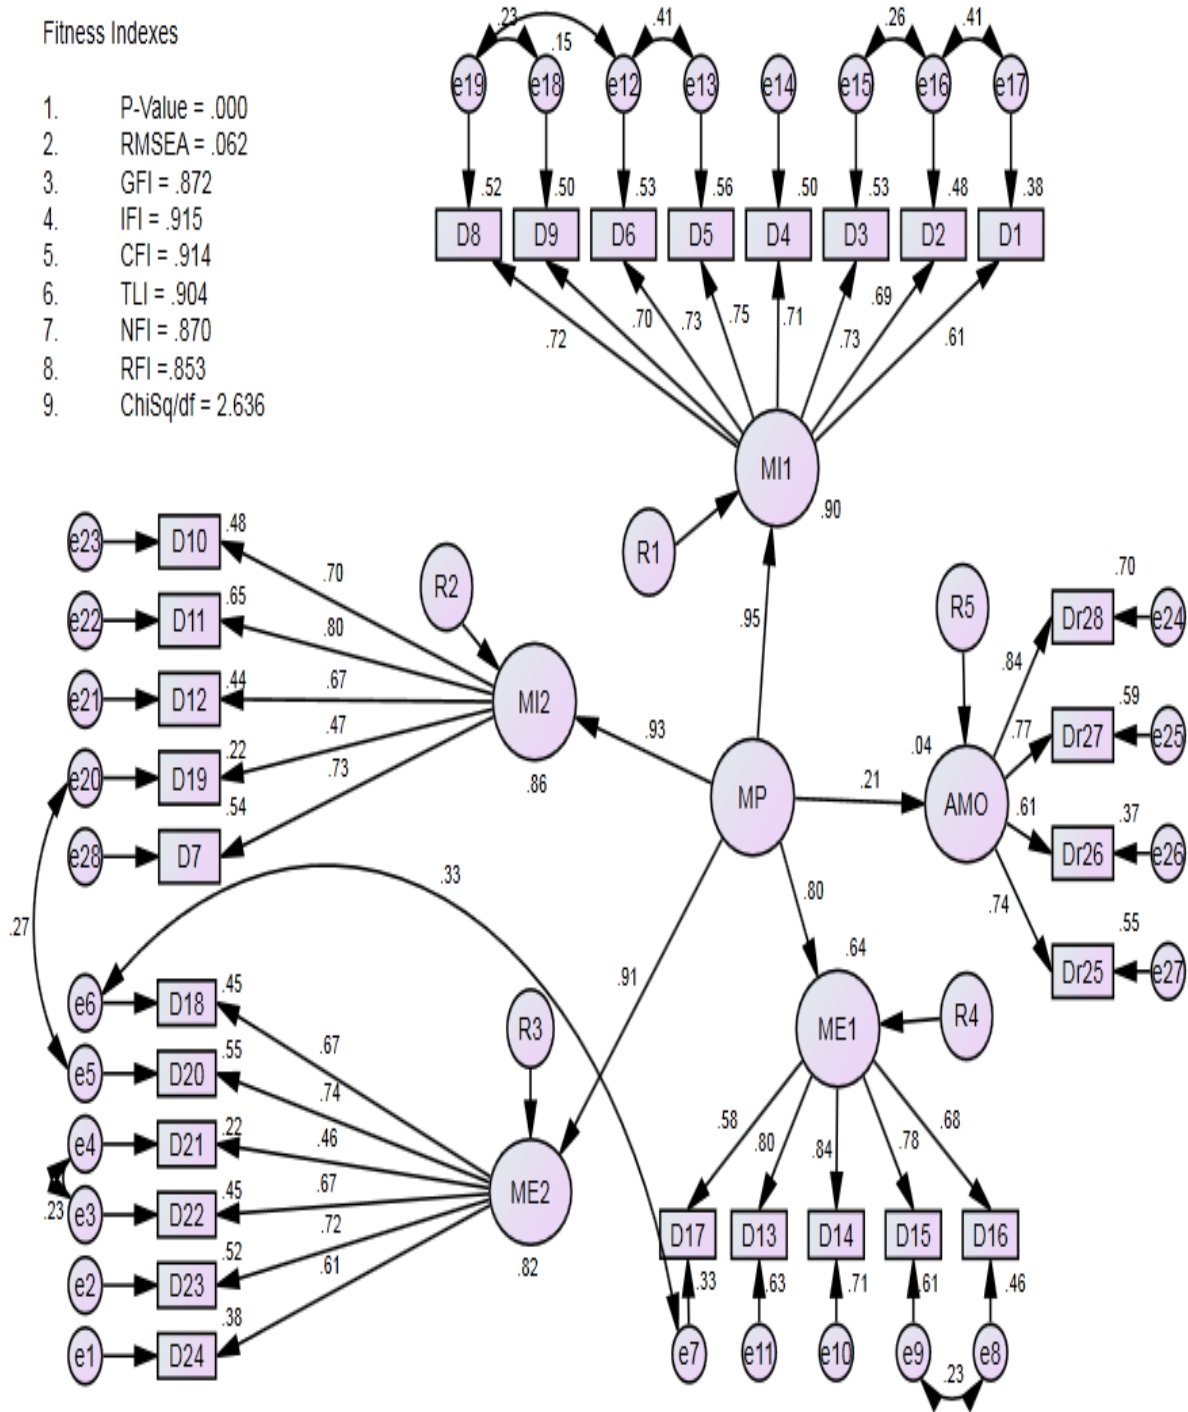 Fitness Indexes
1. P-Value = .000
2. RMSEA = .062
3. GFI = .872
4. IFI = .915
5. CFI = .914
6. TLI = .904
7. NFI = .870
8. RFI =.853
9. ChiSq/df = 2.636
.23 .15 .41 .26 .41
e19 e18 e12 e13 e14 e15 e16 e17
.52 .50 .53 .56 .50 .53 .48 .38
D8 D9 D6 D5 D4 D3 D2 D1
.72 .70 .73 .75 .71 .73 .69 .61
MI1
.90
R1
.95
e23 D10 .48
.70
e22 D11 .65
.80
e21 D12 .44
.67
e20 D19 .22
.47
e28 D7 .54
.73
R2
MI2
.86
.93
MP
.21
R5
.04
AMO
.84 Dr28 .70 e24
.77 Dr27 .59 e25
.61 Dr26 .37 e26
.74 Dr25 .55 e27
.33
.27
.80
.91
e6 D18 .45
.67
e5 D20 .55
.74
e4 D21 .22
.46
.23
e3 D22 .45
.67
e2 D23 .52
.72
e1 D24 .38
.61
R3
ME2
.82
.64
ME1
R4
.58 .80 .84 .78 .68
D17 D13 D14 D15 D16
.33 .63 .71 .61 .46
e7 e11 e10 e9 e8
.23